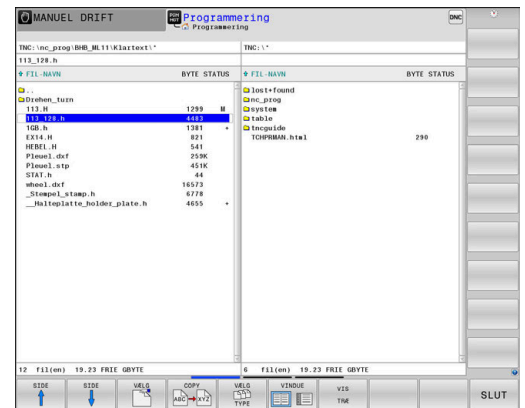 MANUEL DRIFT
PGM
MGT
Programmering
Programmering
DNC
TNC:\nc_prog\BHB_ML11\Klartext\*
TNC:\*
113_128.h
FIL-NAVN BYTE STATUS
..
Drehen_turn
113.H 1299 M
113_128.h 4483
1GB.h 1381 +
EX14.H 821
HEBEL.H 541
Pleuel.dxf 259K
Pleuel.stp 451K
STAT.h 44
wheel.dxf 16573
_Stempel_stamp.h 6778
__Halteplatte_holder_plate.h 4655 +
12 fil(en) 19.23 FRIE GBYTE
FIL-NAVN BYTE STATUS
lost+found
nc_prog
system
table
tncguide
TCHPRMAN.html 290
6 fil(en) 19.23 FRIE GBYTE
SIDE
SIDE
VÆLG
COPY
ABC XYZ
VÆLG
TYPE
VINDUE
VIS
TRÆ
SLUT